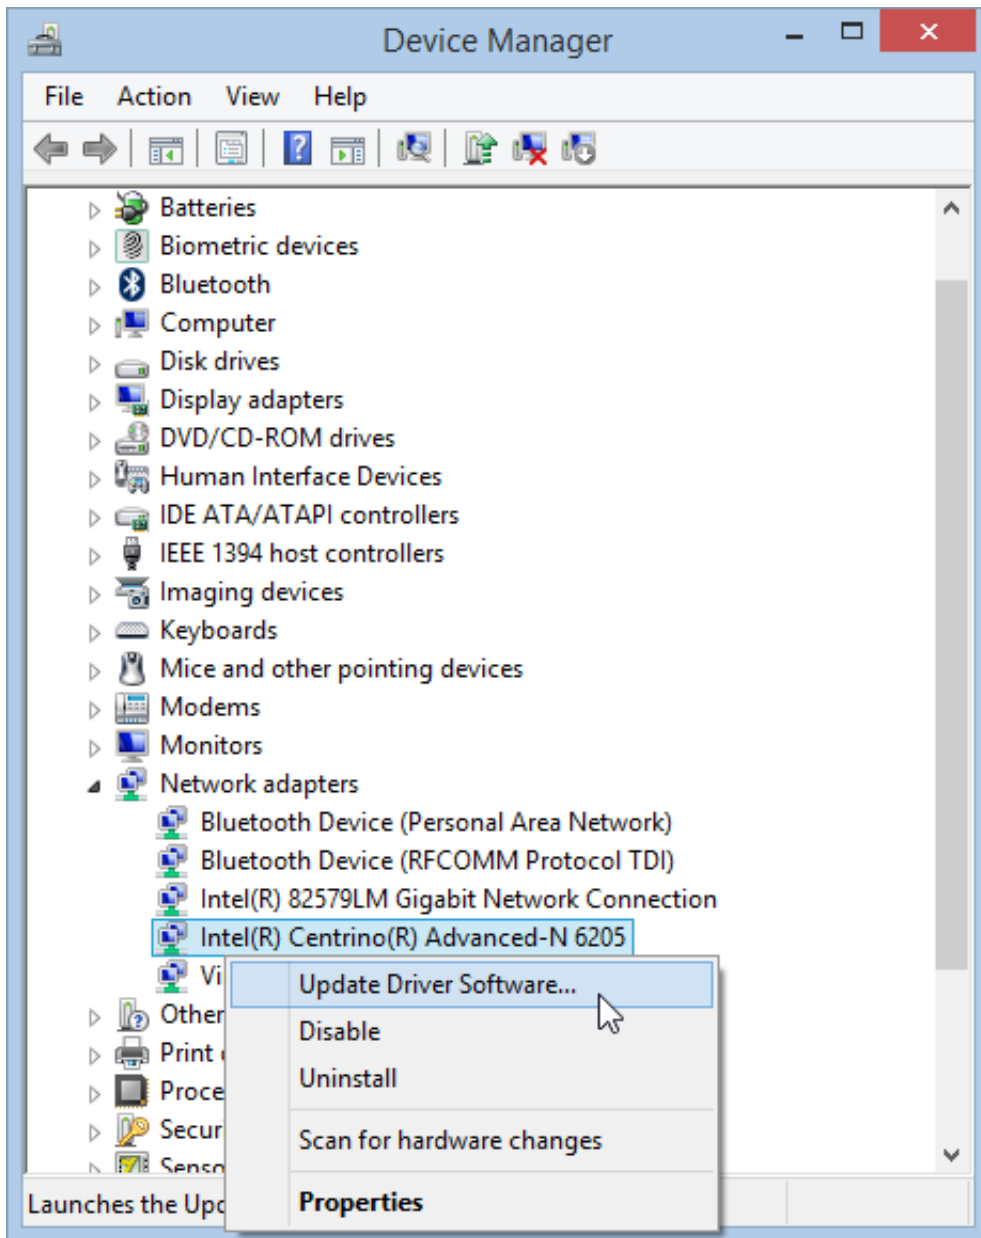 Device Manager
File Action View Help
Batteries
Biometric devices
Bluetooth
Computer
Disk drives
Display adapters
DVD/CD-ROM drives
Human Interface Devices
IDE ATA/ATAPI controllers
IEEE 1394 host controllers
Imaging devices
Keyboards
Mice and other pointing devices
Modems
Monitors
Network adapters
Bluetooth Device (Personal Area Network)
Bluetooth Device (RFCOMM Protocol TDI)
Intel(R) 82579LM Gigabit Network Connection
Intel(R) Centrino(R) Advanced-N 6205
Update Driver Software...
Other
Disable
Print
Uninstall
Scan for hardware changes
Properties
Launches the